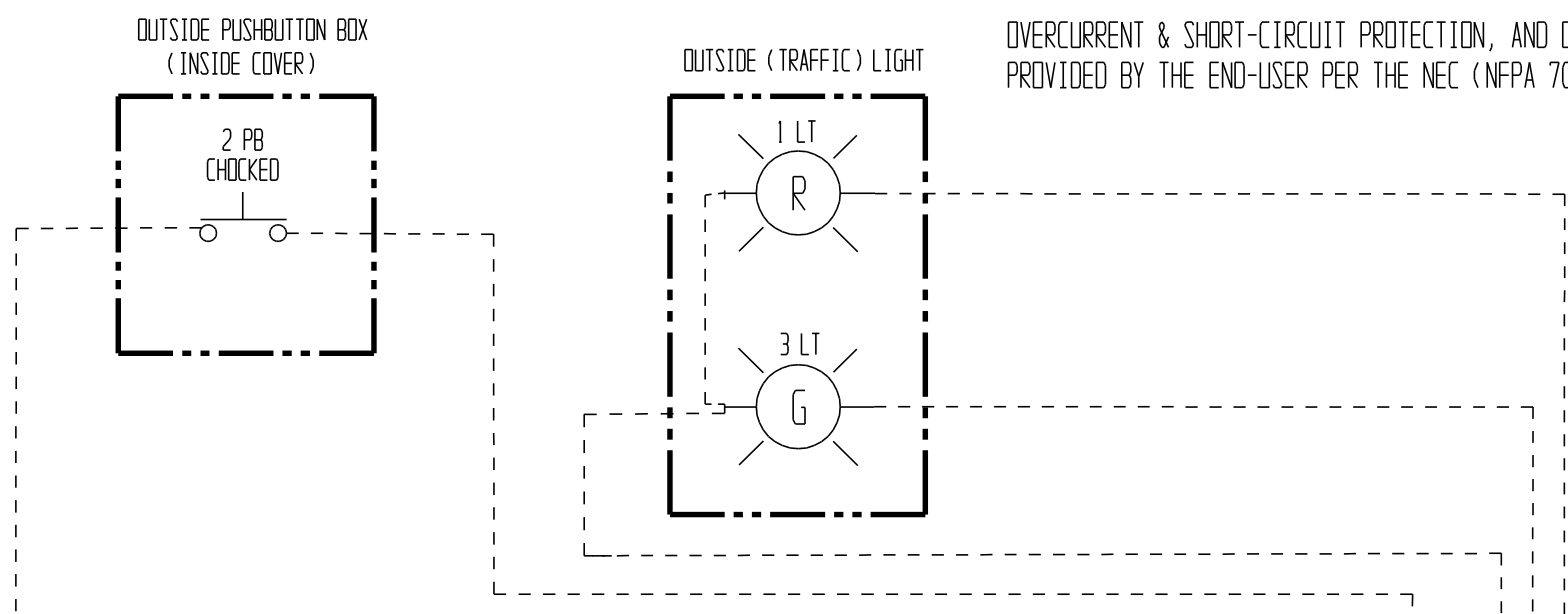 OUTSIDE PUSHBUTTON BOX
(INSIDE COVER)
2 PB
CHOCKED
OUTSIDE (TRAFFIC) LIGHT
1 LT
R
3 LT
G
OVERCURRENT & SHORT-CIRCUIT PROTECTION, AND
PROVIDED BY THE END-USER PER THE NEC (NFPA 70